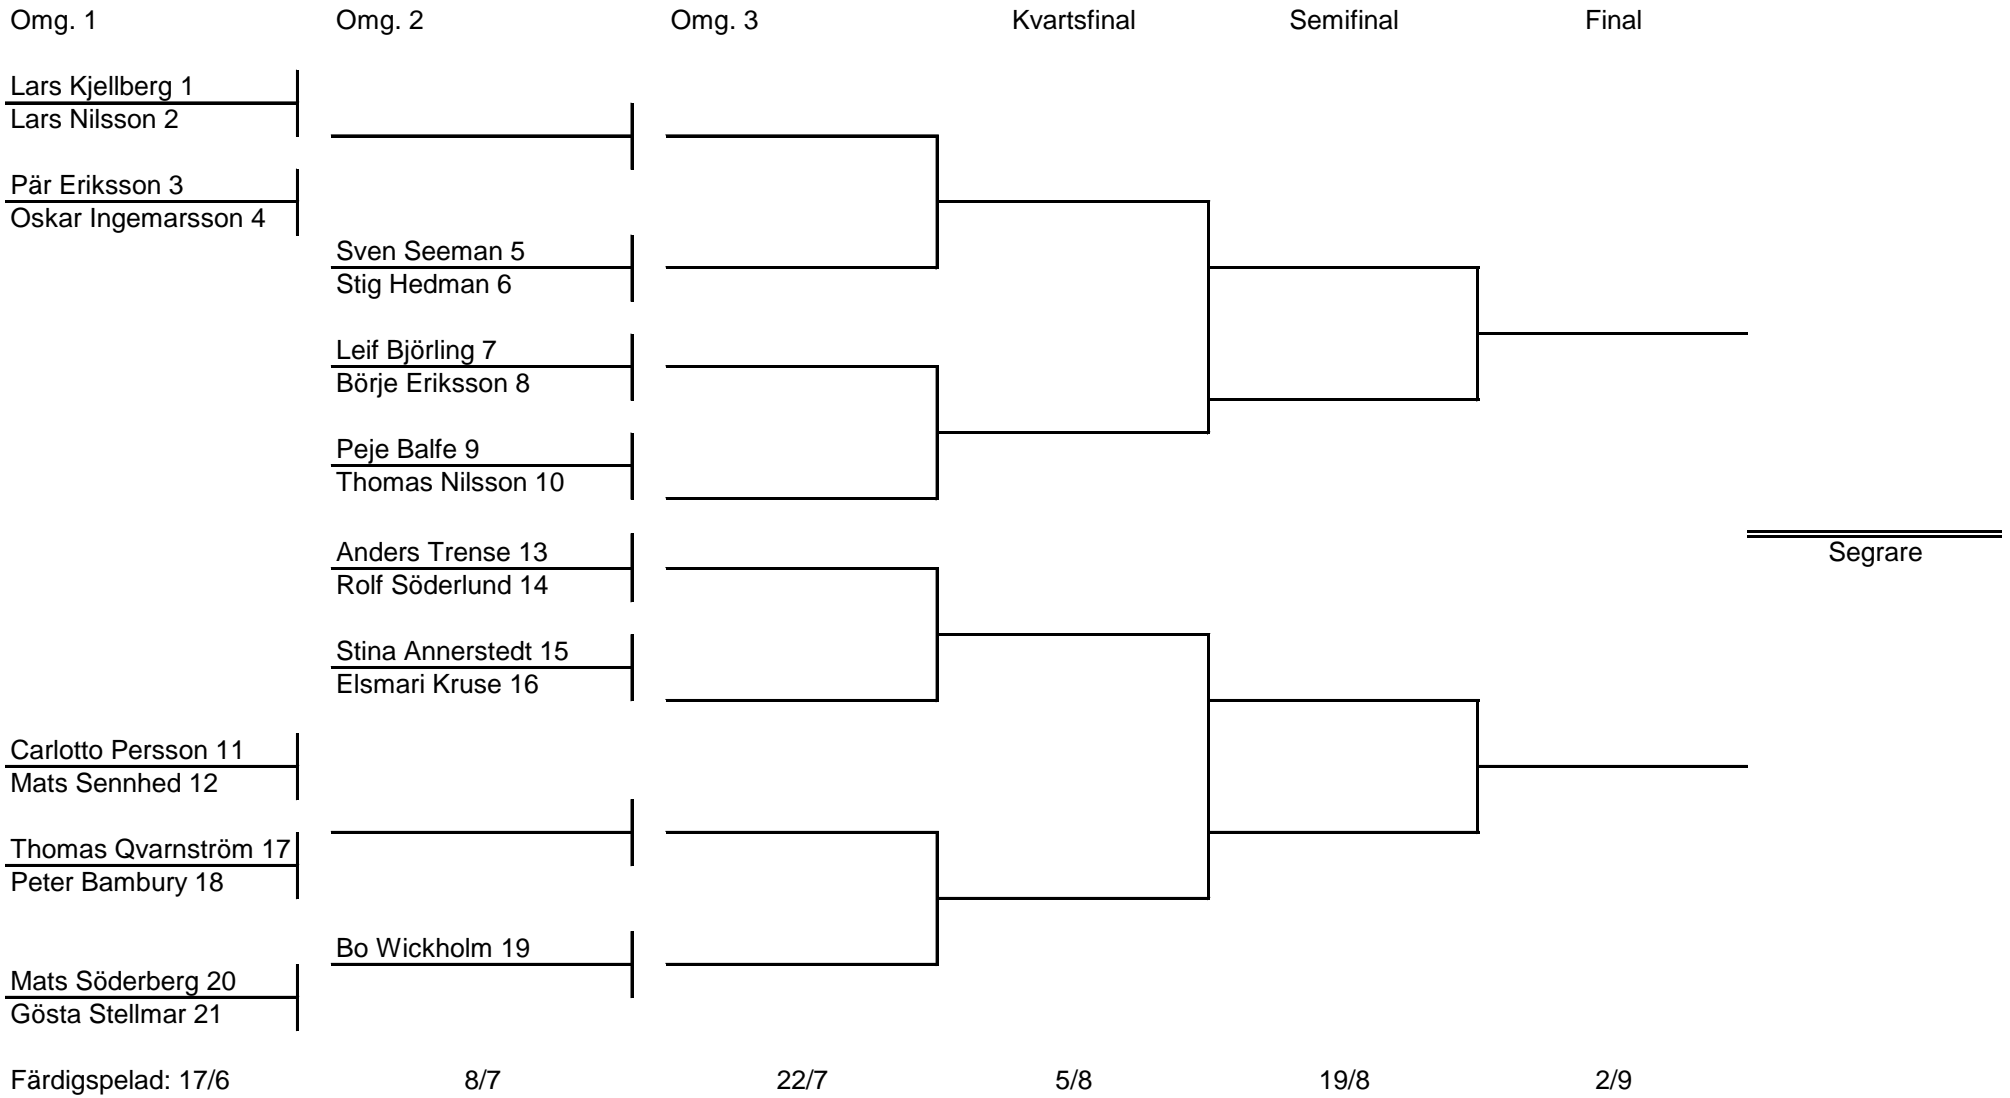 Omg. 1 Omg. 2 Omg. 3 Kvartsfinal Semifinal Final
Lars Kjellberg 1
Lars Nilsson 2
Pär Eriksson 3
Oskar Ingemarsson 4
Sven Seeman 5
Stig Hedman 6
Leif Björling 7
Börje Eriksson 8
Peje Balfe 9
Thomas Nilsson 10
Anders Trense 13
Rolf Söderlund 14
Segrare
Stina Annerstedt 15
Elsmari Kruse 16
Carlotto Persson 11
Mats Sennhed 12
Thomas Qvarnström 17
Peter Bambury 18
Bo Wickholm 19
Mats Söderberg 20
Gösta Stellmar 21
Färdigspelad: 17/6 8/7 22/7 5/8 19/8 2/9